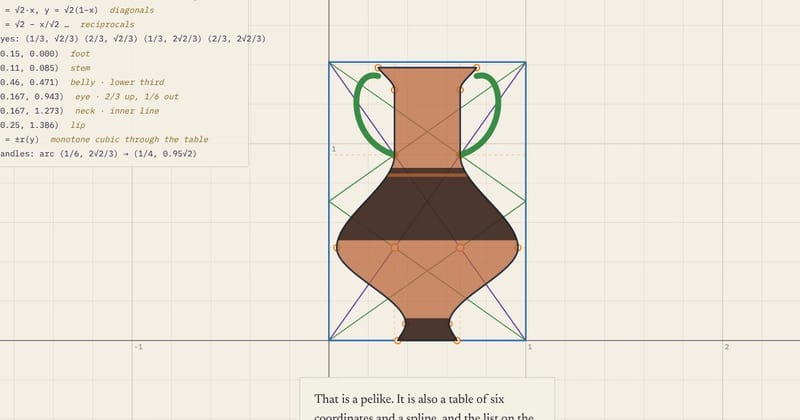 = √2·x, y = √2(1−x) diagonals
= √2 − x/√2 … reciprocals
yes: (1/3, √2/3) (2/3, √2/3) (1/3, 2√2/3) (2/3, 2√2/3)
0.15, 0.000) foot
0.11, 0.085) stem
0.46, 0.471) belly · lower third
0.167, 0.943) eye · 2/3 up, 1/6 out
0.167, 1.273) neck · inner line
0.25, 1.386) lip
= ±r(y) monotone cubic through the table
andles: arc (1/6, 2√2/3) → (1/4, 0.95√2)
1
-1
1
2
That is a pelike. It is also a table of six
coordinates and a spline, and the list on the